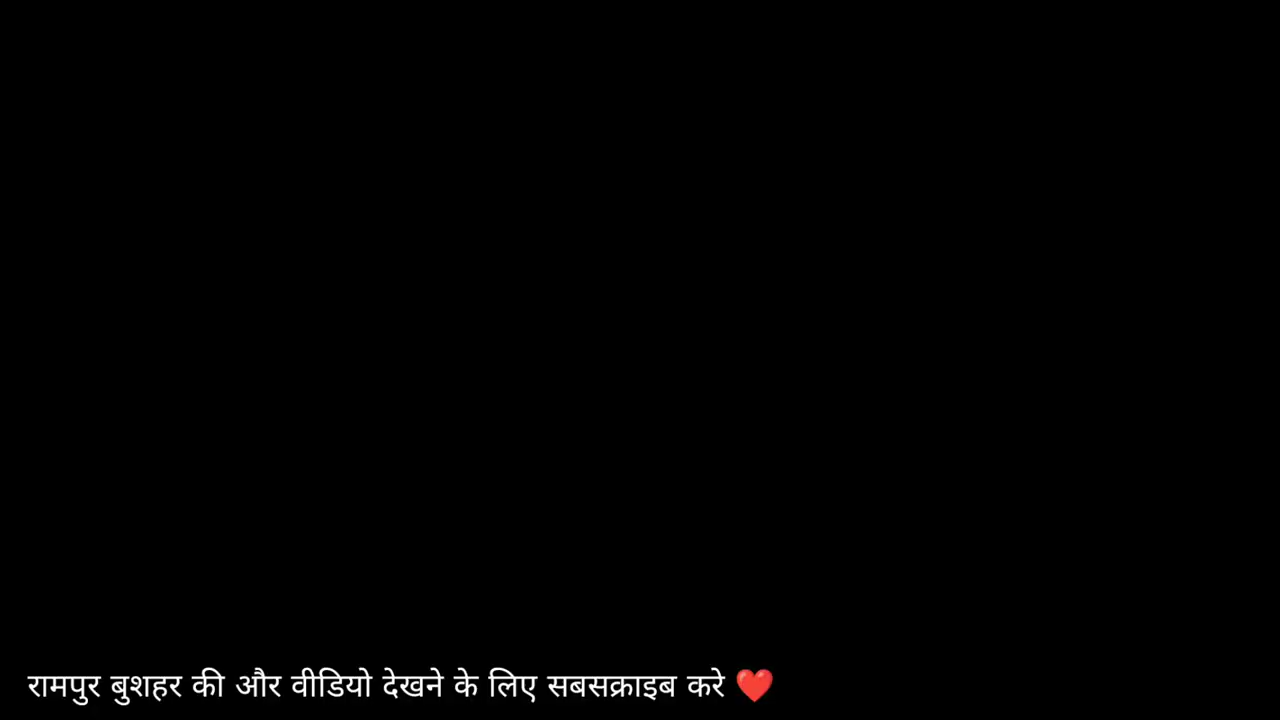 रामपुर बुशहर की और वीडियो देखने के लिए सबसक्राइब करे ❤️